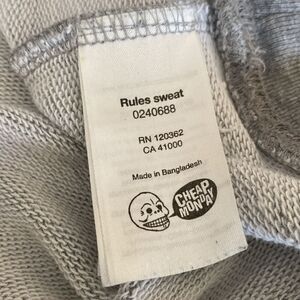 Rules sweat
0240688
RN 120362
CA 41000
Made in Bangladesh
CHEAP
MONDAY